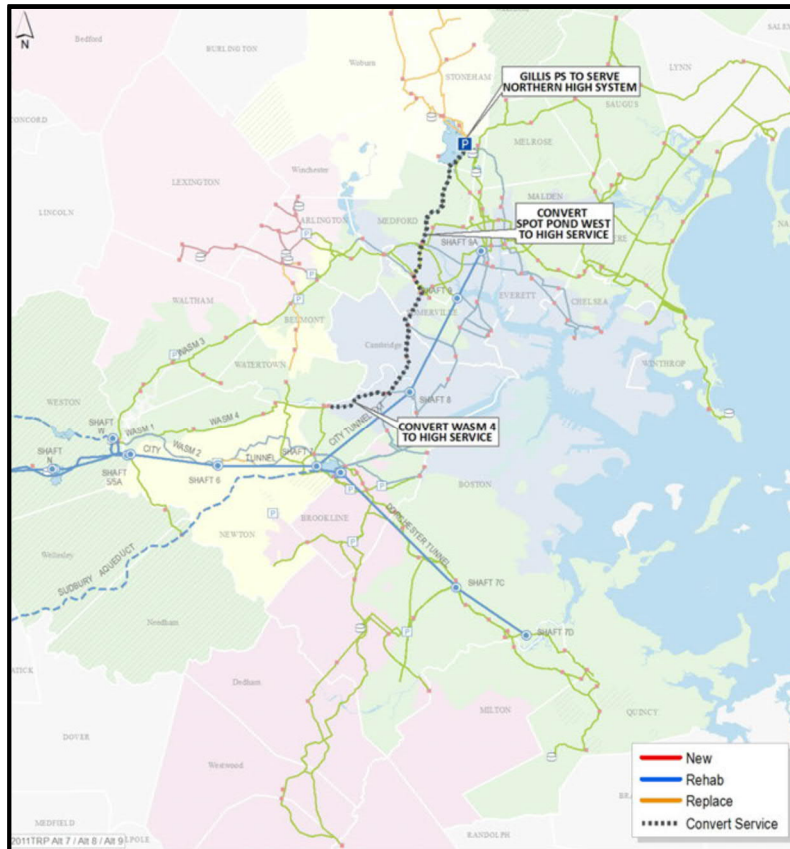 N
Bedford
BURLINGTON
Woburn
STONEHAM
LYNN
SAUGUS
GILLIS PS TO SERVE
NORTHERN HIGH SYSTEM
P
CONCORD
LINCOLN
LEXINGTON
Winchester
ARLINGTON
MEDFORD
MELROSE
MALDEN
CONVERT
SPOT POND WEST
TO HIGH SERVICE
SHAFT 9A
SHAFT 9
EVERETT
CHELSEA
WINTHROP
WALTHAM
BELMONT
Cambridge
WATERTOWN
WASM 3
WESTON
SHAFT
W
WASM 1
WASM 4
SHAFT 8
CONVERT WASM 4
TO HIGH SERVICE
CITY
WASM 2
TUNNEL
SHAFT
N
SHAFT
5/5A
SHAFT 6
NEWTON
BROOKLINE
BOSTON
DORCHESTER TUNNEL
Wellesley
SUDBURY AQUEDUCT
Needham
SHAFT 7C
SHAFT 7D
Dedham
MILTON
QUINCY
DOVER
Westwood
MEDFIELD
RANDOLPH
New
Rehab
Replace
Convert Service
2011TRP Alt 7 / Alt 8 / Alt 9